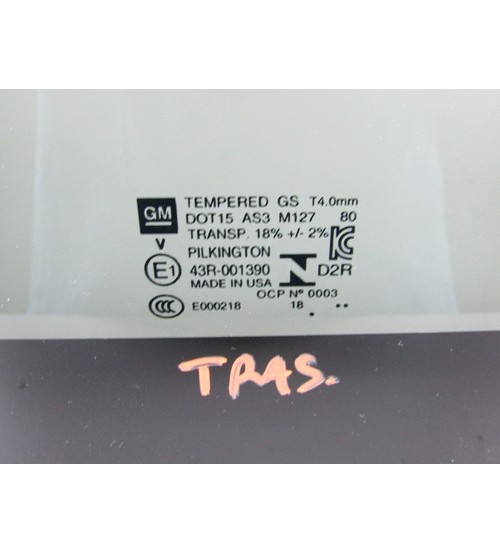 GM TEMPERED GS T4.0mm
DOT15 AS3 M127 80
TRANSP. 18% +/- 2%
V PILKINGTON
E1 43R-001390 N D2R
MADE IN USA
OCP Nº 0003
CCC E000218 18
TRAS.